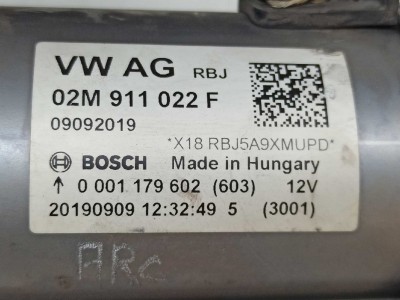 VW AG RBJ
02M 911 022 F
09092019
*X18 RBJ5A9XMUPD*
BOSCH Made in Hungary
↑ 0 001 179 602 (603) 12V
20190909 12:32:49 5 (3001)
ARC